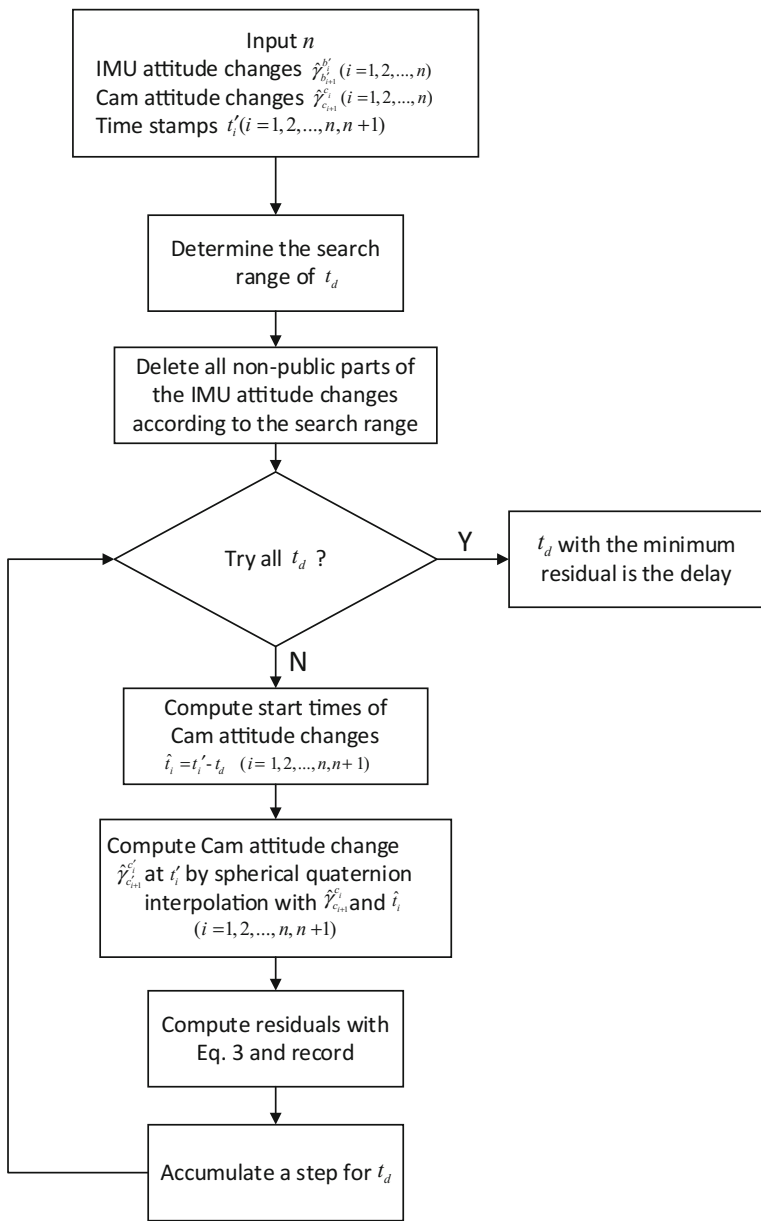 Input n
IMU attitude changes γ̂_{b'_{i+1}}^{b'_i} (i=1,2,...,n)
Cam attitude changes γ̂_{c_{i+1}}^{c_i} (i=1,2,...,n)
Time stamps t_i'(i=1,2,...,n,n+1)
Determine the search
range of t_d
Delete all non-public parts of
the IMU attitude changes
according to the search range
Try all t_d ?
Y
t_d with the minimum
residual is the delay
N
Compute start times of
Cam attitude changes
t̂_i = t_i' - t_d (i=1,2,...,n,n+1)
Compute Cam attitude change
γ̂_{c'_{i+1}}^{c'_i} at t_i' by spherical quaternion
interpolation with γ̂_{c_{i+1}}^{c_i} and t̂_i
(i=1,2,...,n,n+1)
Compute residuals with
Eq. 3 and record
Accumulate a step for t_d